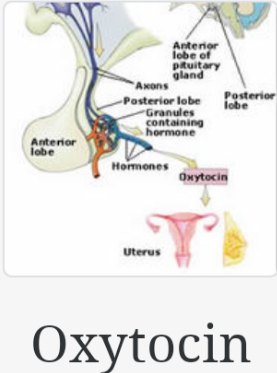 Anterior
lobe of
pituitary
gland
Posterior
lobe
Axons
Posterior lobe
Granules
containing
hormone
Anterior
lobe
Hormones
Oxytocin
Uterus
Oxytocin